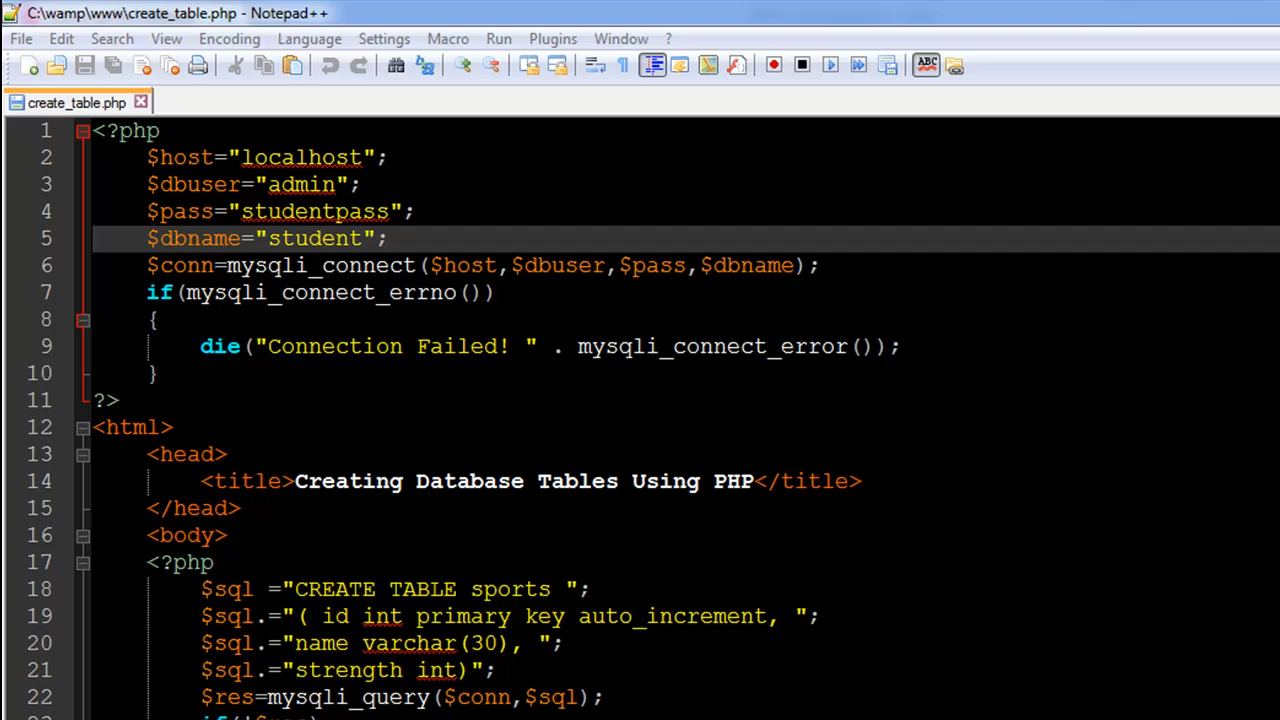 C:\wamp\www\create_table.php - Notepad++
File Edit Search View Encoding Language Settings Macro Run Plugins Window ?
ABC
create_table.php
1 <?php
2 $host="localhost";
3 $dbuser="admin";
4 $pass="studentpass";
5 $dbname="student";
6 $conn=mysqli_connect($host,$dbuser,$pass,$dbname);
7 if(mysqli_connect_errno())
8 {
9 die("Connection Failed! " . mysqli_connect_error());
10 }
11 ?>
12 <html>
13 <head>
14 <title>Creating Database Tables Using PHP</title>
15 </head>
16 <body>
17 <?php
18 $sql ="CREATE TABLE sports ";
19 $sql.="( id int primary key auto_increment, ";
20 $sql.="name varchar(30), ";
21 $sql.="strength int)";
22 $res=mysqli_query($conn,$sql);
23 if(!$res)